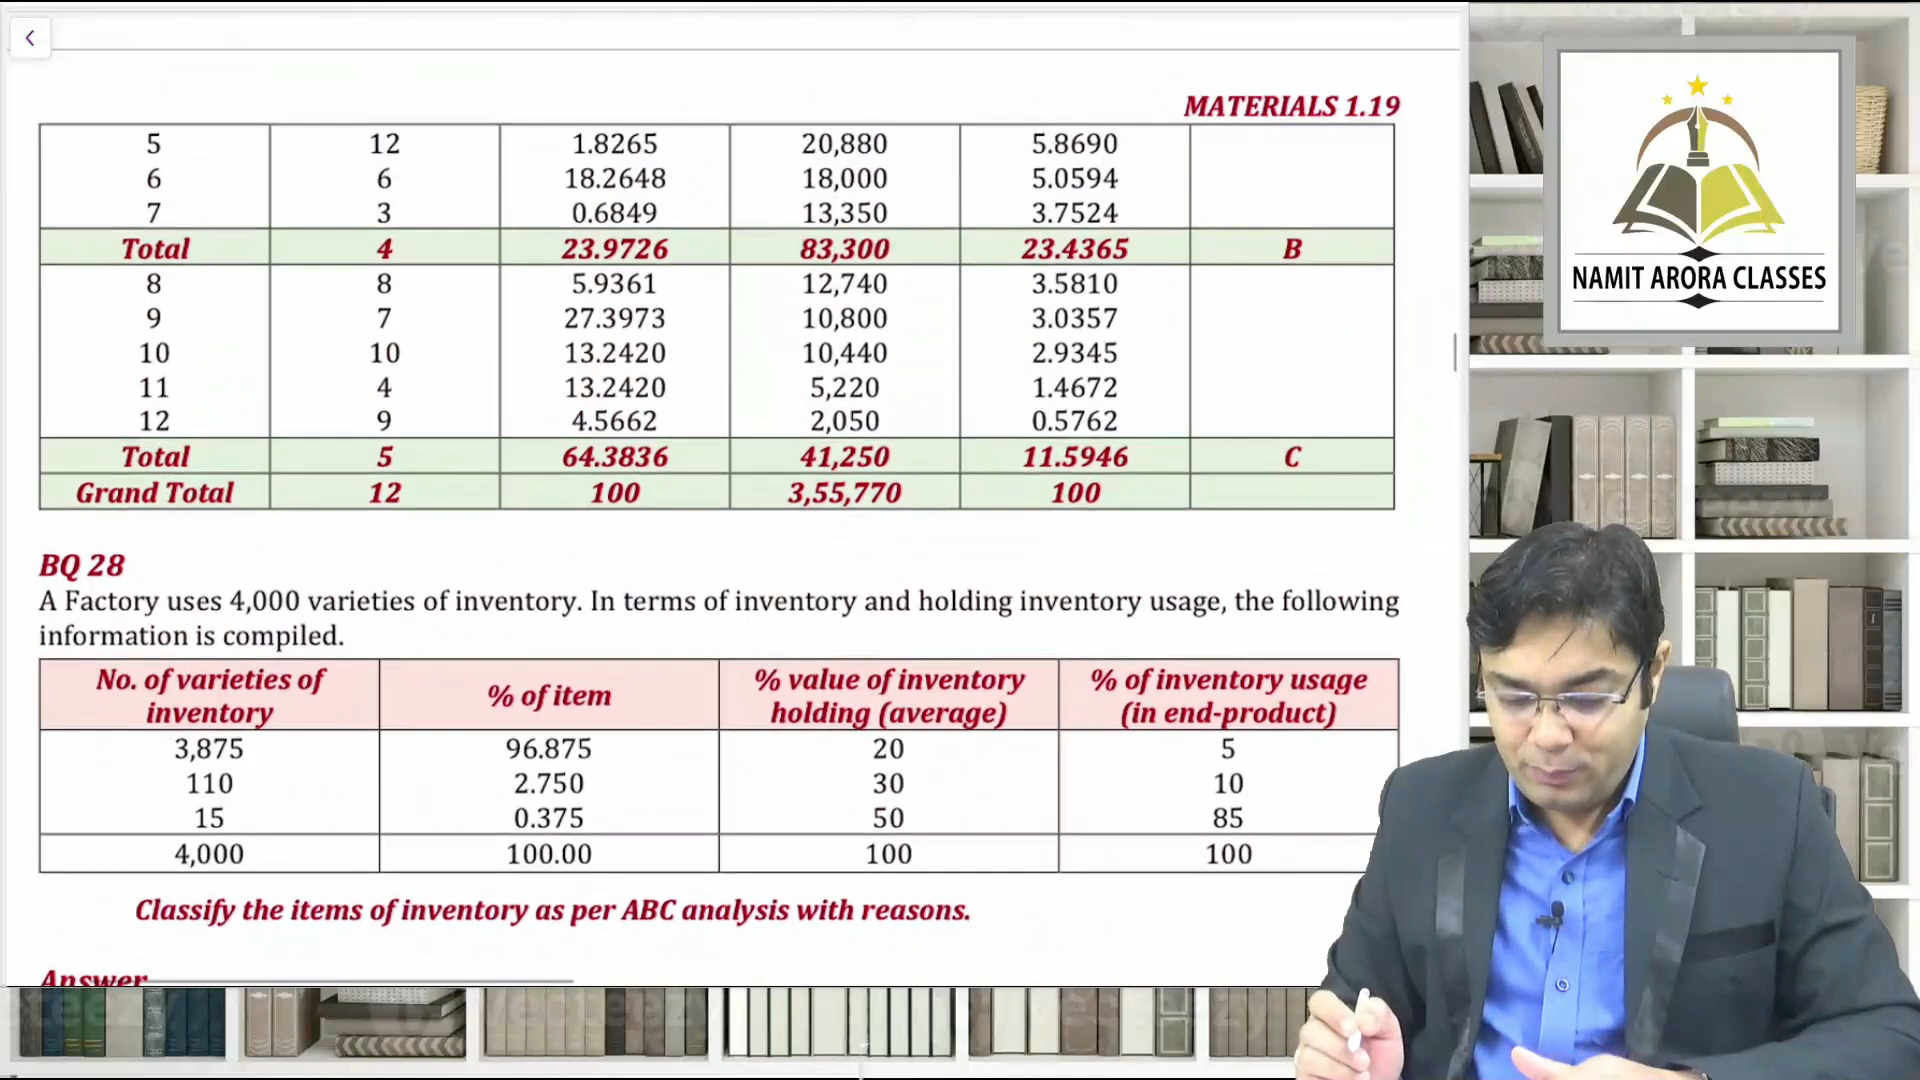 MATERIALS 1.19
5 12 1.8265 20,880 5.8690
6 6 18.2648 18,000 5.0594
7 3 0.6849 13,350 3.7524
Total 4 23.9726 83,300 23.4365 B
8 8 5.9361 12,740 3.5810
9 7 27.3973 10,800 3.0357
10 10 13.2420 10,440 2.9345
11 4 13.2420 5,220 1.4672
12 9 4.5662 2,050 0.5762
Total 5 64.3836 41,250 11.5946 C
Grand Total 12 100 3,55,770 100
BQ 28
A Factory uses 4,000 varieties of inventory. In terms of inventory and holding inventory usage, the following
information is compiled.
No. of varieties of inventory % of item % value of inventory holding (average) % of inventory usage (in end-product)
3,875 96.875 20 5
110 2.750 30 10
15 0.375 50 85
4,000 100.00 100 100
Classify the items of inventory as per ABC analysis with reasons.
Answer
NAMIT ARORA CLASSES